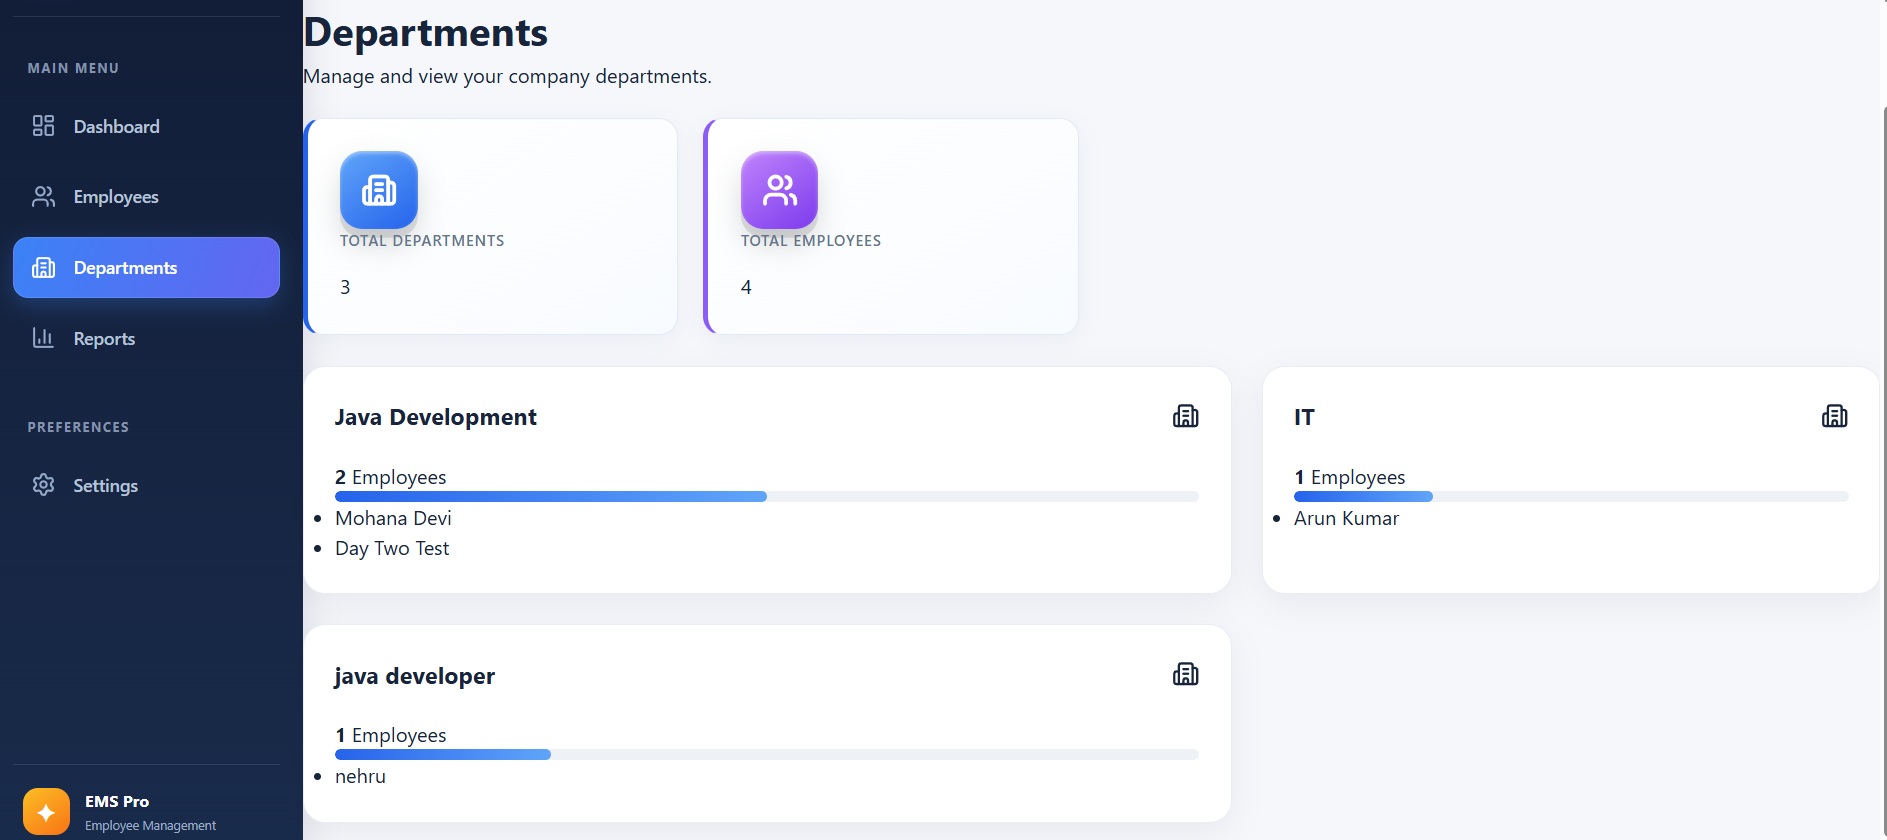 MAIN MENU
Dashboard
Employees
Departments
Reports
PREFERENCES
Settings
EMS Pro
Employee Management
Departments
Manage and view your company departments.
TOTAL DEPARTMENTS
3
TOTAL EMPLOYEES
4
Java Development
2 Employees
Mohana Devi
Day Two Test
IT
1 Employees
Arun Kumar
java developer
1 Employees
nehru